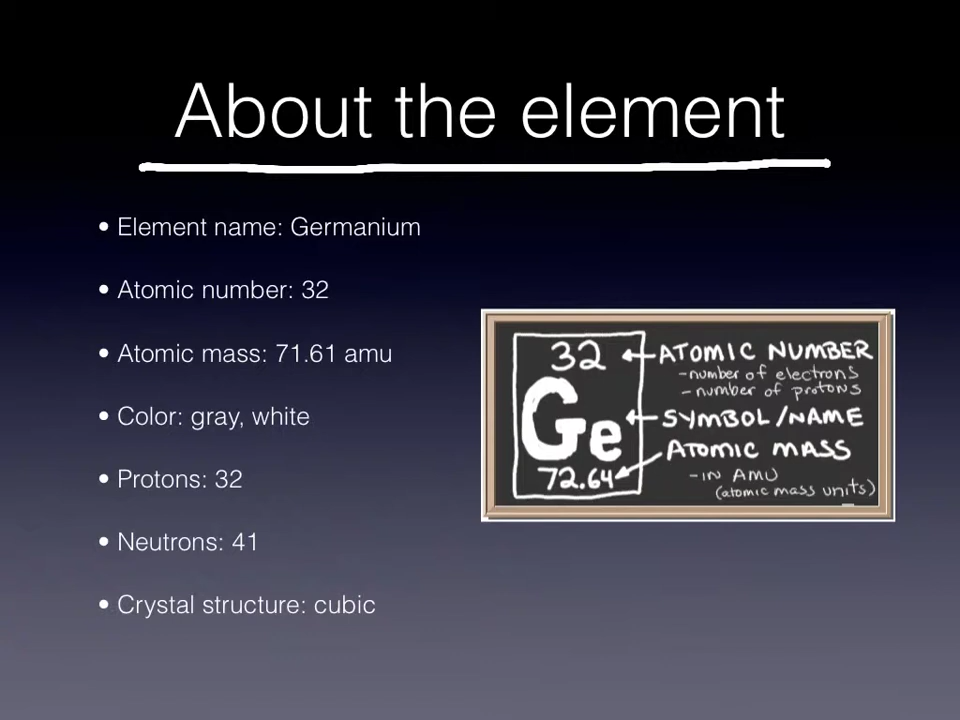 About the element
• Element name: Germanium
• Atomic number: 32
• Atomic mass: 71.61 amu
• Color: gray, white
• Protons: 32
• Neutrons: 41
• Crystal structure: cubic
32
Ge
72.64
ATOMIC NUMBER
-number of electrons
-number of protons
SYMBOL/NAME
ATOMIC MASS
-IN AMU
(atomic mass units)